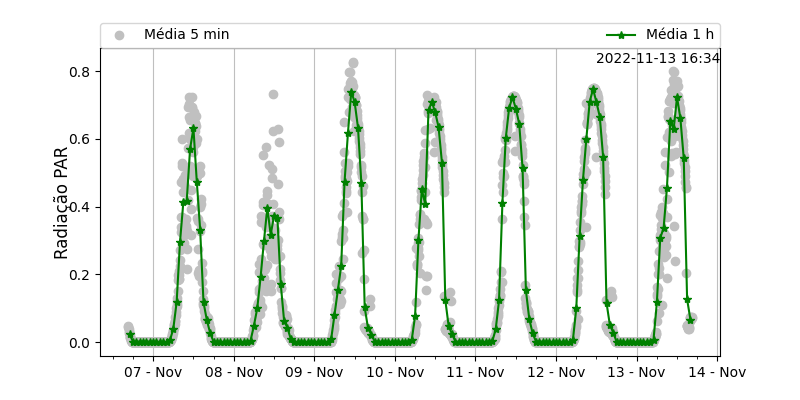 Média 5 min
Média 1 h
2022-11-13 16:34
Radiação PAR
0.8
0.6
0.4
0.2
0.0
07 - Nov
08 - Nov
09 - Nov
10 - Nov
11 - Nov
12 - Nov
13 - Nov
14 - Nov